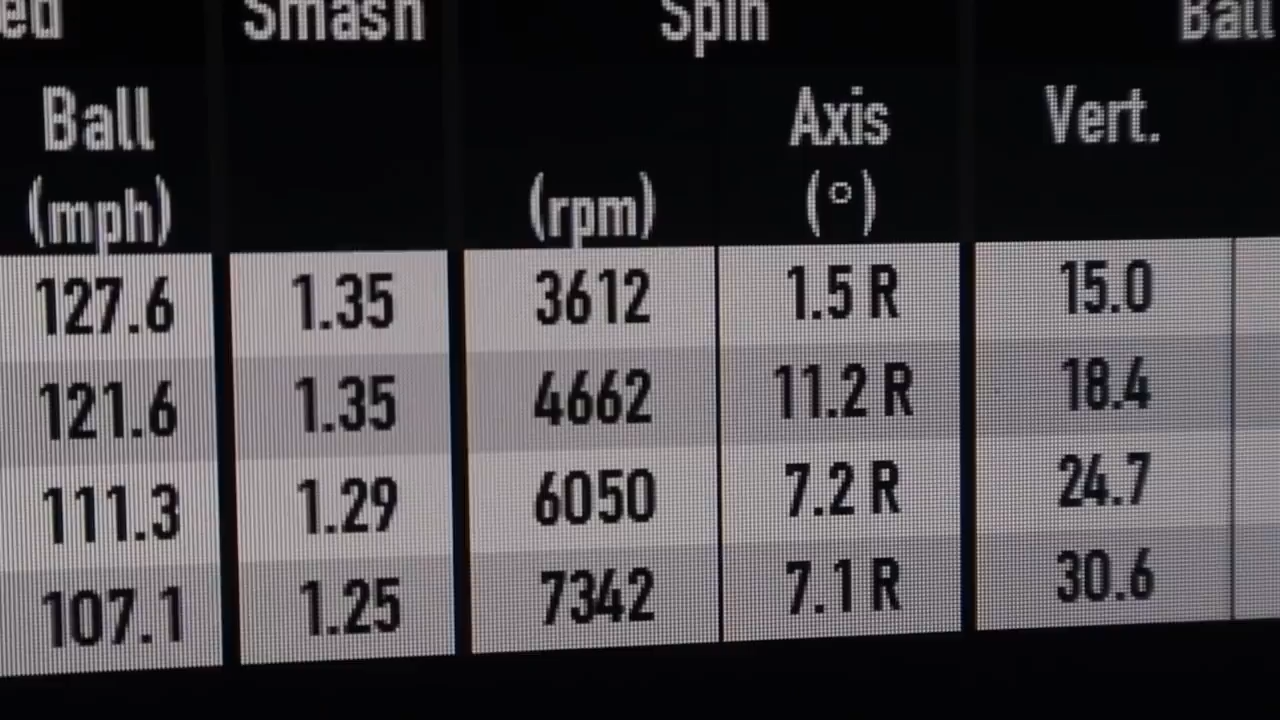 ed Smash Spin Ball
Ball Axis Vert.
(mph) (rpm) (°)
127.6 1.35 3612 1.5 R 15.0
121.6 1.35 4662 11.2 R 18.4
111.3 1.29 6050 7.2 R 24.7
107.1 1.25 7342 7.1 R 30.6